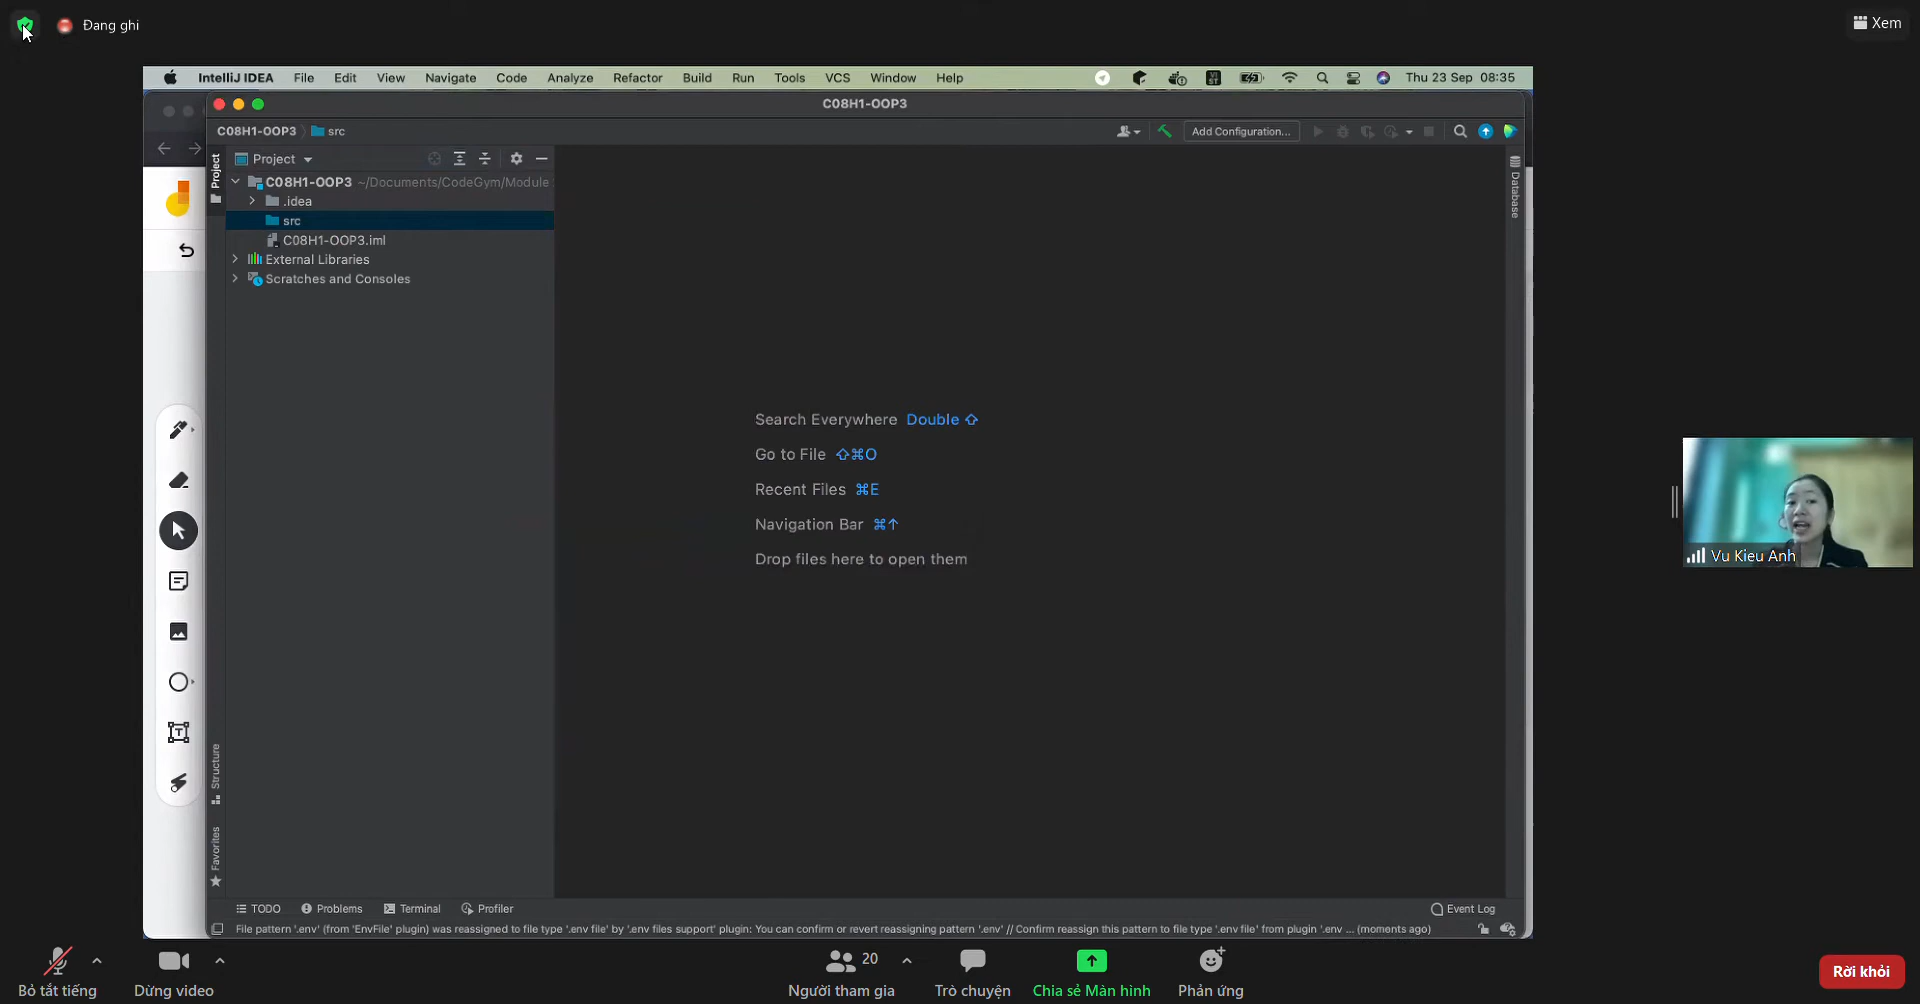 Đang ghi
Xem
IntelliJ IDEA File Edit View Navigate Code Analyze Refactor Build Run Tools VCS Window Help
VI
ST
Thu 23 Sep 08:35
C08H1-OOP3
C08H1-OOP3 src
Add Configuration...
Project
Project
C08H1-OOP3 ~/Documents/CodeGym/Module
.idea
src
C08H1-OOP3.iml
External Libraries
Scratches and Consoles
Database
Search Everywhere Double ⇧
Go to File ⇧⌘O
Recent Files ⌘E
Navigation Bar ⌘↑
Drop files here to open them
Vu Kieu Anh
Structure
Favorites
TODO Problems Terminal Profiler
Event Log
File pattern '.env' (from 'EnvFile' plugin) was reassigned to file type '.env file' by '.env files support' plugin: You can confirm or revert reassigning pattern '.env' // Confirm reassign this pattern to file type '.env file' from plugin '.env ... (moments ago)
20
Bỏ tắt tiếng Dừng video Người tham gia Trò chuyện Chia sẻ Màn hình Phản ứng
Rời khỏi